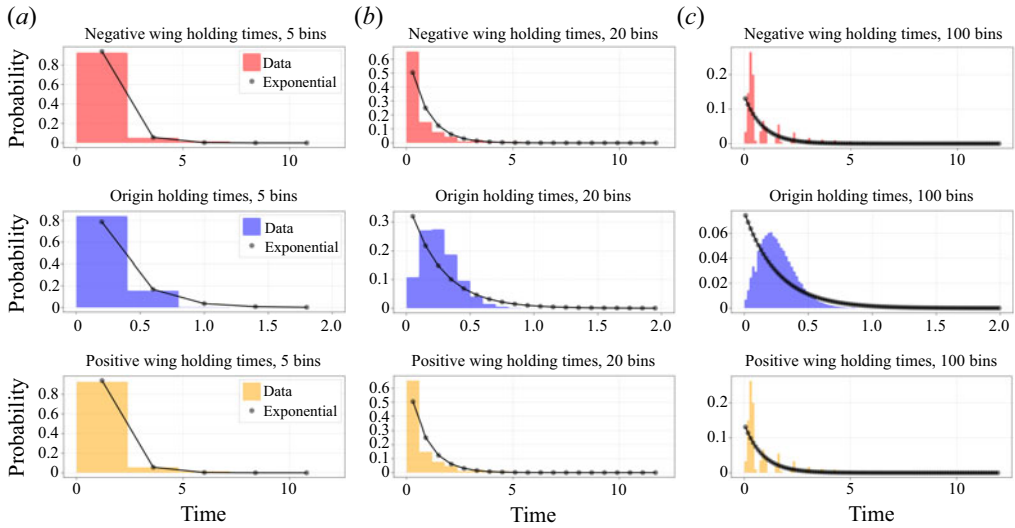 (a)
(b)
(c)
Negative wing holding times, 5 bins
Negative wing holding times, 20 bins
Negative wing holding times, 100 bins
Probability
0.8
0.6
0.4
0.2
0
0 5 10
Data
Exponential
0.6
0.5
0.4
0.3
0.2
0.1
0
0 5 10
0.2
0.1
0
0 5 10
Origin holding times, 5 bins
Origin holding times, 20 bins
Origin holding times, 100 bins
Probability
0.8
0.6
0.4
0.2
0
0 0.5 1.0 1.5 2.0
Data
Exponential
0.3
0.2
0.1
0
0 0.5 1.0 1.5 2.0
0.06
0.04
0.02
0
0 0.5 1.0 1.5 2.0
Positive wing holding times, 5 bins
Positive wing holding times, 20 bins
Positive wing holding times, 100 bins
Probability
0.8
0.6
0.4
0.2
0
0 5 10
Data
Exponential
0.6
0.5
0.4
0.3
0.2
0.1
0
0 5 10
0.2
0.1
0
0 5 10
Time
Time
Time